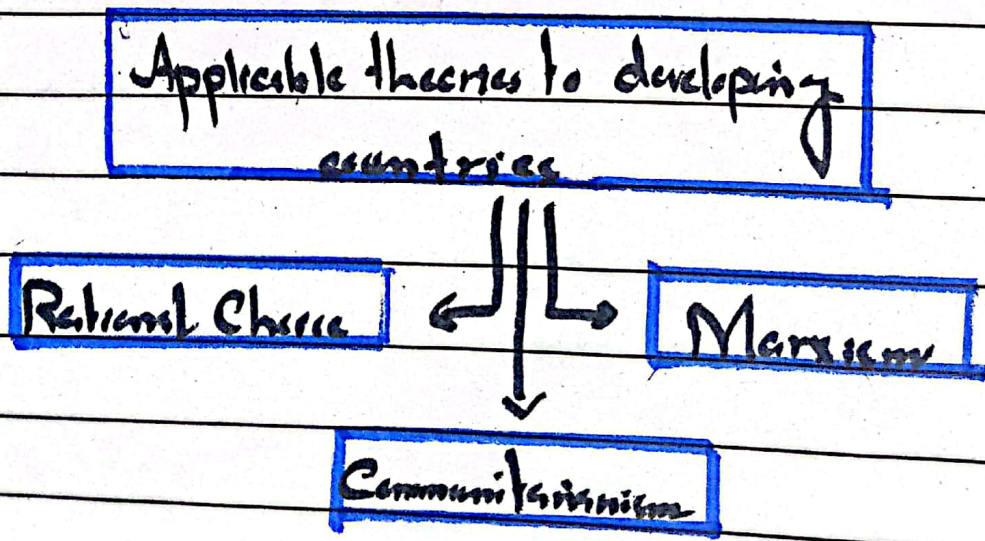 Applicable theories to developing
countries
Rational Choice
Marxism
Communitarianism